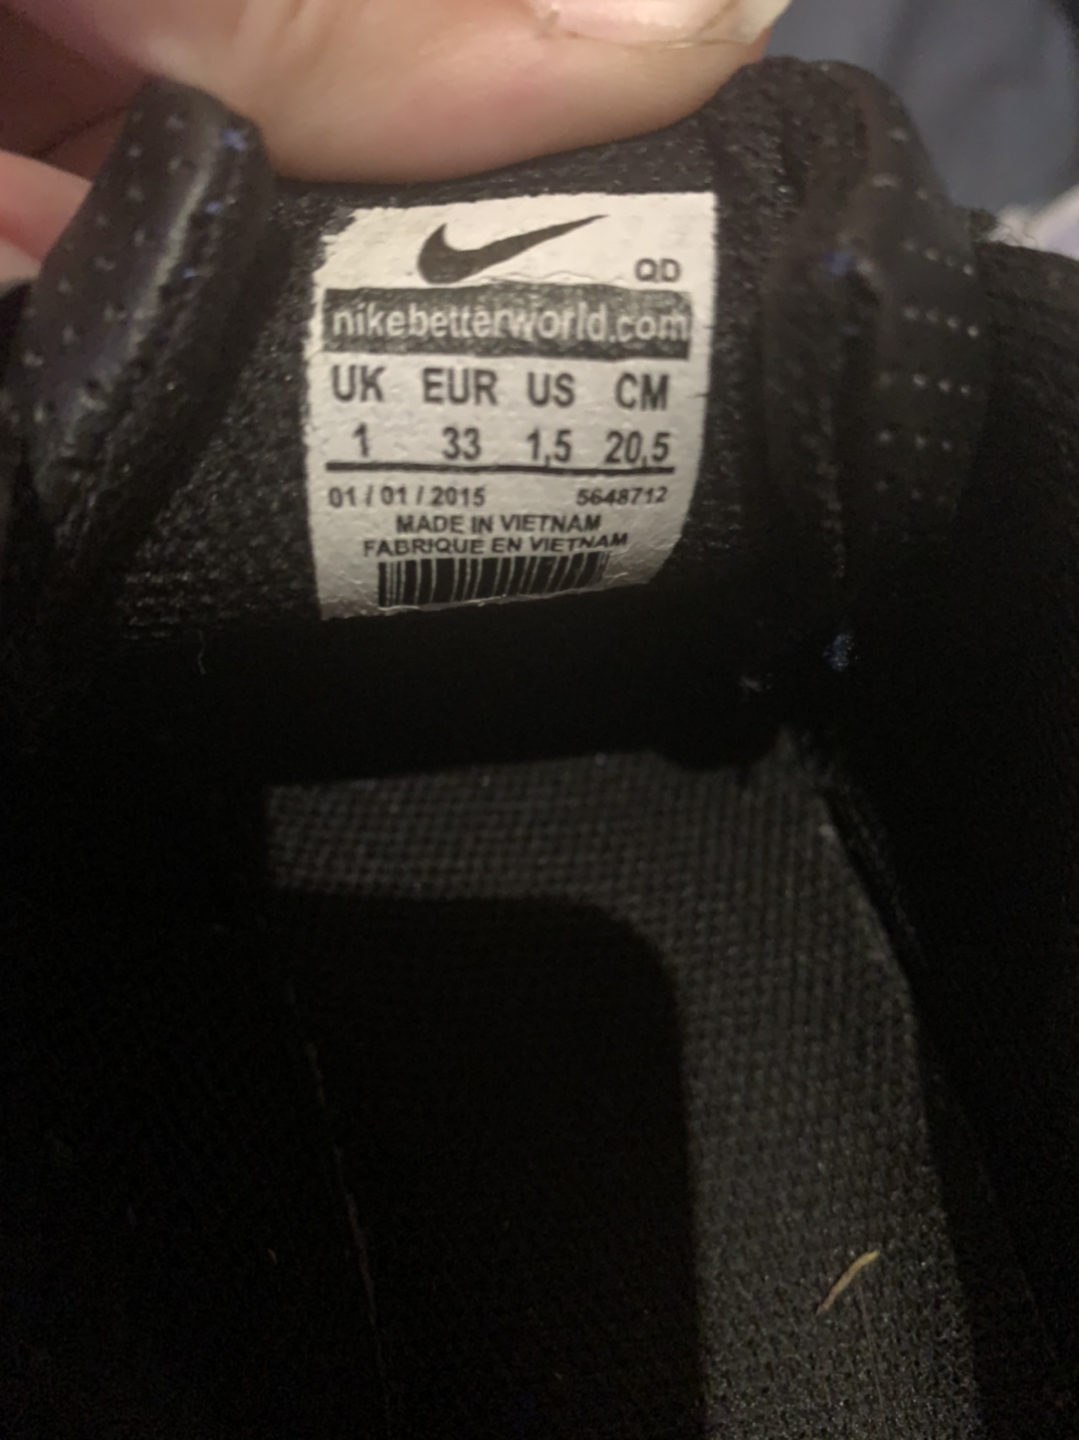 QD
nikebetterworld.com
UK EUR US CM
1 33 1,5 20,5
01 / 01 / 2015 5648712
MADE IN VIETNAM
FABRIQUE EN VIETNAM